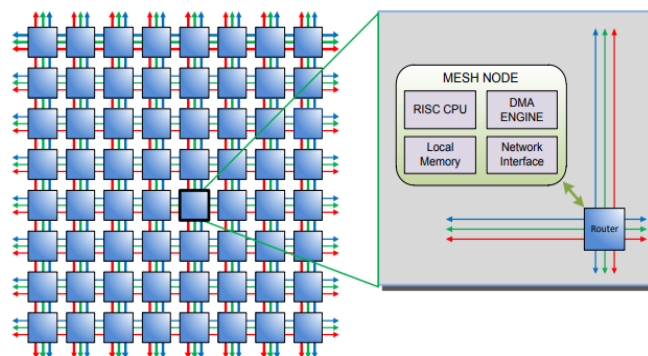 MESH NODE
RISC CPU
DMA
ENGINE
Local
Memory
Network
Interface
Router